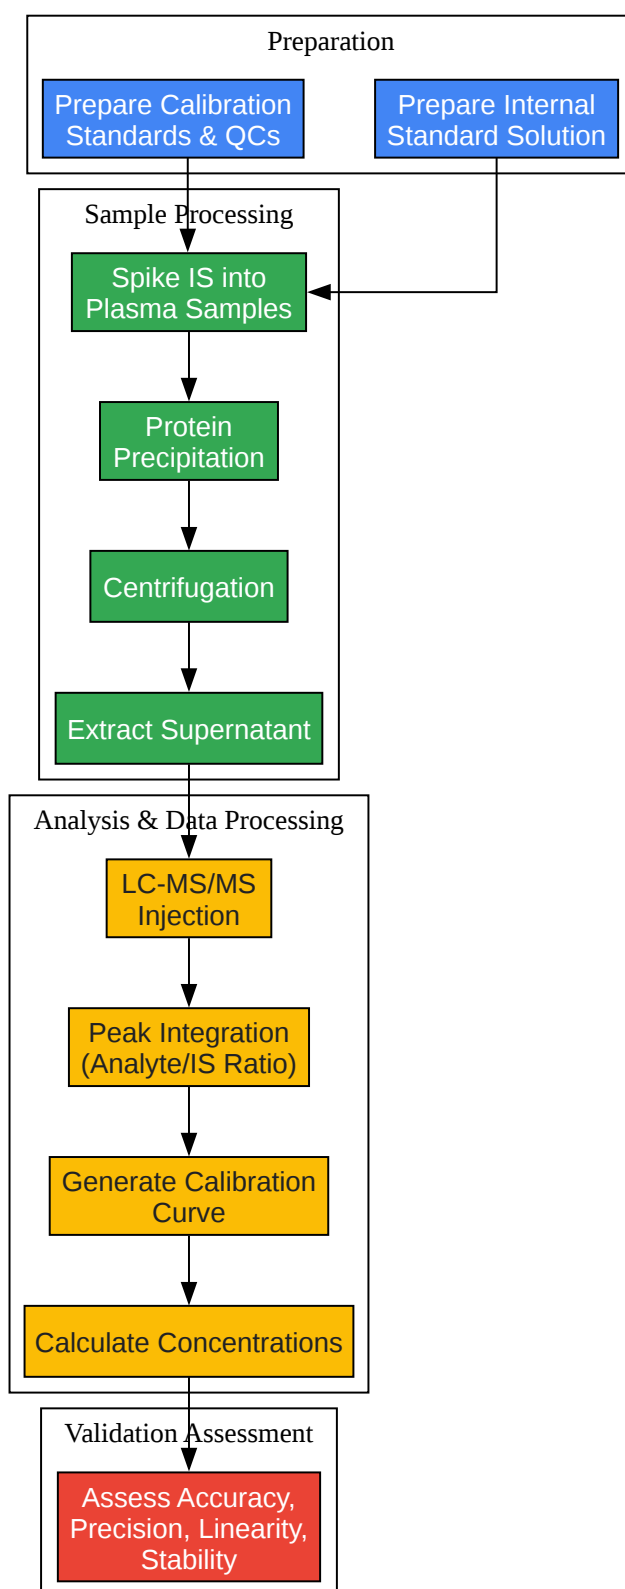 Preparation
Prepare Calibration
Standards & QCs
Prepare Internal
Standard Solution
Sample Processing
Spike IS into
Plasma Samples
Protein
Precipitation
Centrifugation
Extract Supernatant
Analysis & Data Processing
LC-MS/MS
Injection
Peak Integration
(Analyte/IS Ratio)
Generate Calibration
Curve
Calculate Concentrations
Validation Assessment
Assess Accuracy,
Precision, Linearity,
Stability